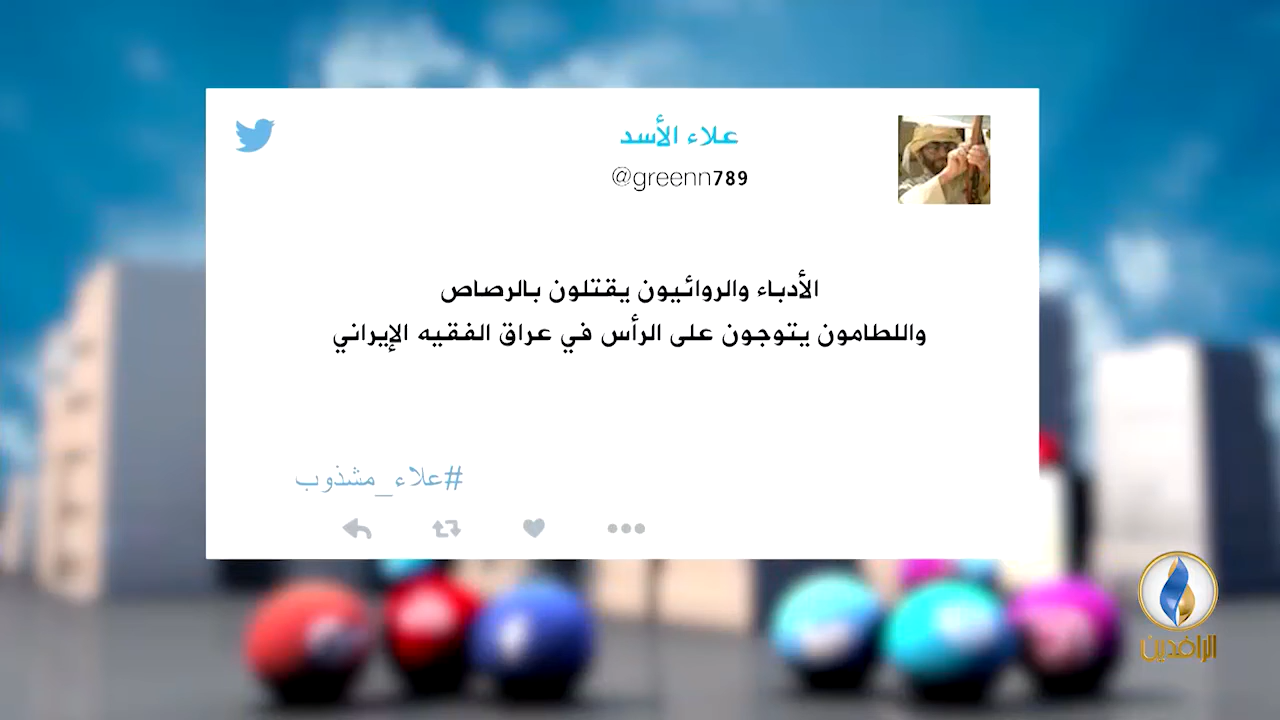 علاء الأسد
@greenn789
الأدباء والروائيون يقتلون بالرصاص
واللطامون يتوجون على الرأس في عراق الفقيه الإيراني
#علاء_مشذوب
الرافدين